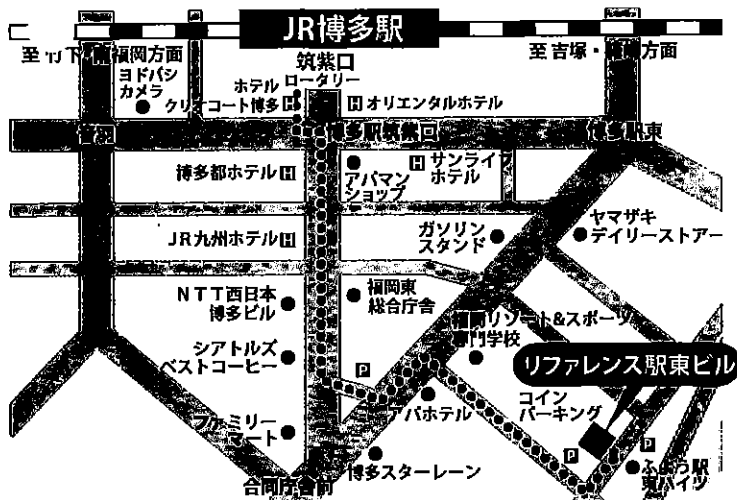 JR博多駅
筑紫口
ロータリー
至吉塚・
方面
ヨドバシ
カメラ
ホテル
クリオコート博多 H
H オリエンタルホテル
博多駅筑紫口
博多駅東
博多都ホテル H
アパマン
ショップ
H サンライフ
ホテル
JR九州ホテル H
ガソリン
スタンド
ヤマザキ
デイリーストアー
NTT西日本
博多ビル
福岡東
総合庁舎
福岡リゾート&スポーツ
専門学校
シアトルズ
ベストコーヒー
P
リファレンス駅東ビル
アパホテル
コイン
パーキング
ファミリー
マート
P
P
博多スターレーン
合同庁舎前
ふよう駅
東ハイツ